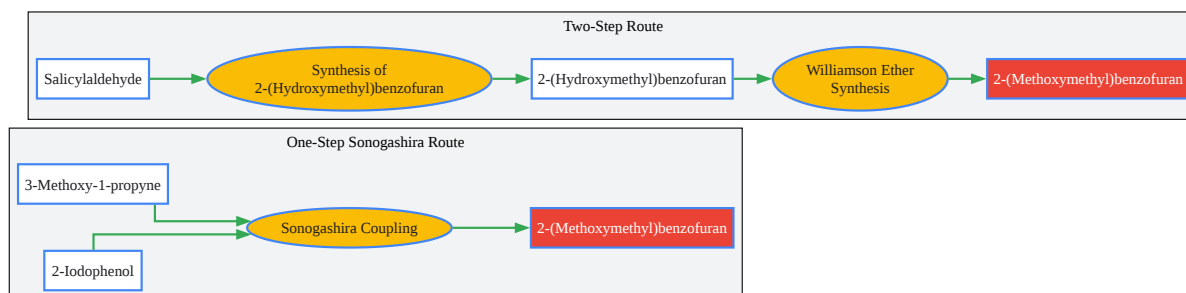 Two-Step Route
Salicylaldehyde
Synthesis of
2-(Hydroxymethyl)benzofuran
2-(Hydroxymethyl)benzofuran
Williamson Ether
Synthesis
2-(Methoxymethyl)benzofuran
One-Step Sonogashira Route
3-Methoxy-1-propyne
2-Iodophenol
Sonogashira Coupling
2-(Methoxymethyl)benzofuran